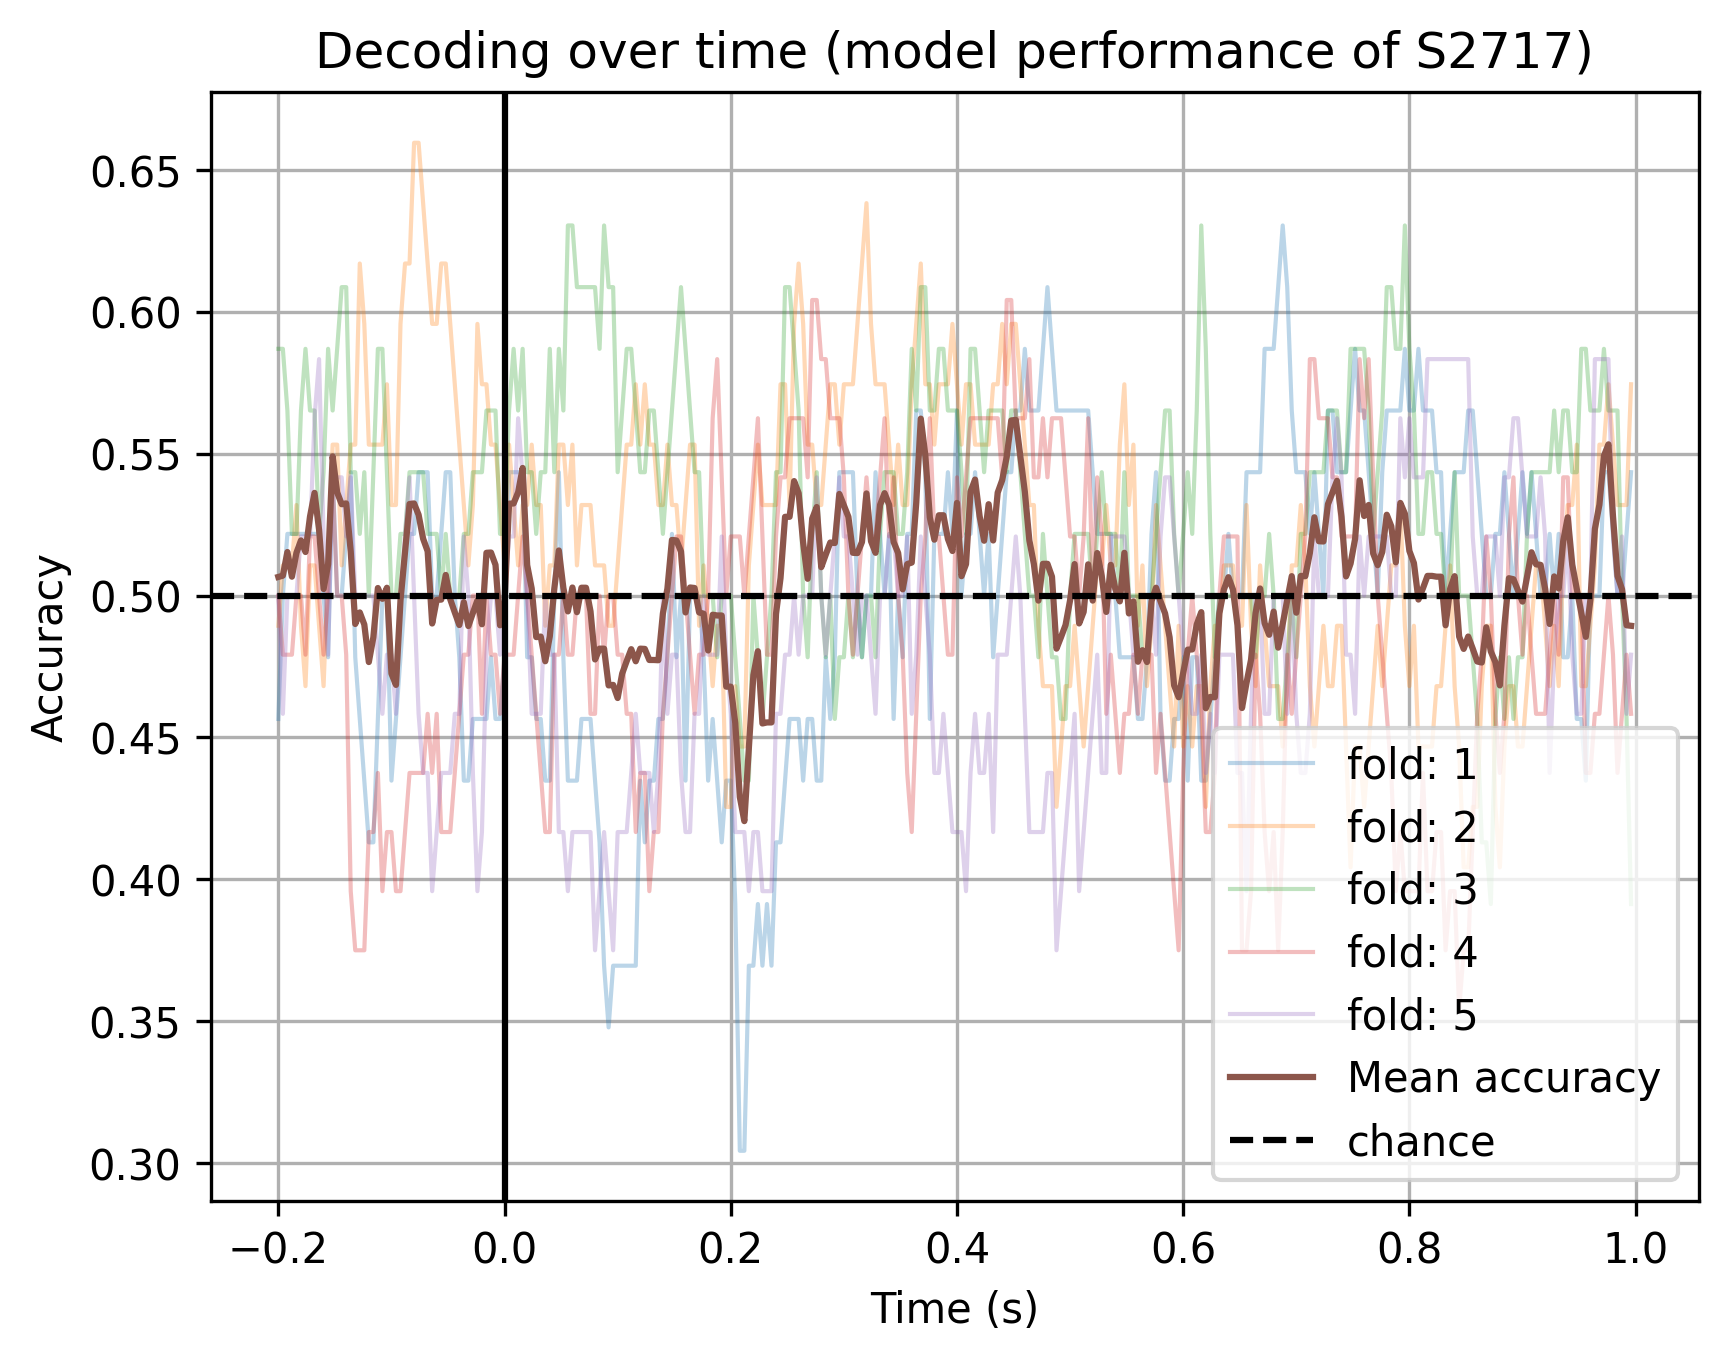 Decoding over time (model performance of S2717)
Accuracy
0.65
0.60
0.55
0.50
0.45
0.40
0.35
0.30
fold: 1
fold: 2
fold: 3
fold: 4
fold: 5
Mean accuracy
chance
−0.2 0.0 0.2 0.4 0.6 0.8 1.0
Time (s)